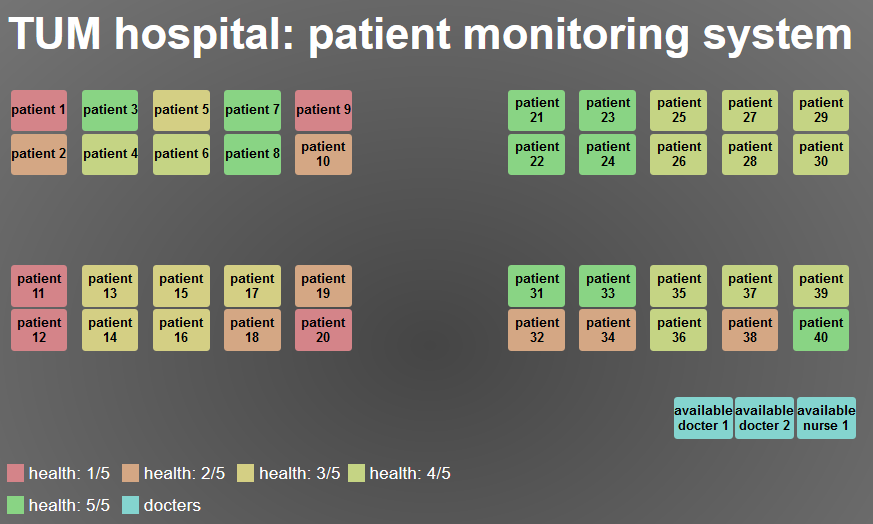 TUM hospital: patient monitoring system
patient 1
patient 3
patient 5
patient 7
patient 9
patient
21
patient
23
patient
25
patient
27
patient
29
patient 2
patient 4
patient 6
patient 8
patient
10
patient
22
patient
24
patient
26
patient
28
patient
30
patient
11
patient
13
patient
15
patient
17
patient
19
patient
31
patient
33
patient
35
patient
37
patient
39
patient
12
patient
14
patient
16
patient
18
patient
20
patient
32
patient
34
patient
36
patient
38
patient
40
available
docter 1
available
docter 2
available
nurse 1
health: 1/5
health: 2/5
health: 3/5
health: 4/5
health: 5/5
docters